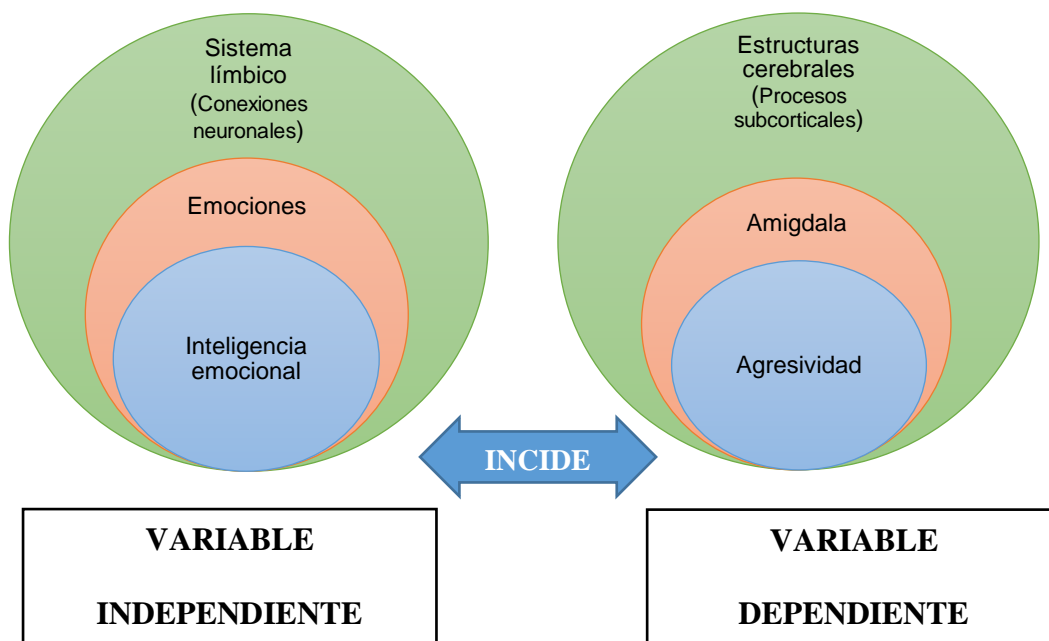 Sistema
límbico
(Conexiones
neuronales)
Emociones
Inteligencia
emocional
Estructuras
cerebrales
(Procesos
subcorticales)
Amigdala
Agresividad
INCIDE
VARIABLE
INDEPENDIENTE
VARIABLE
DEPENDIENTE